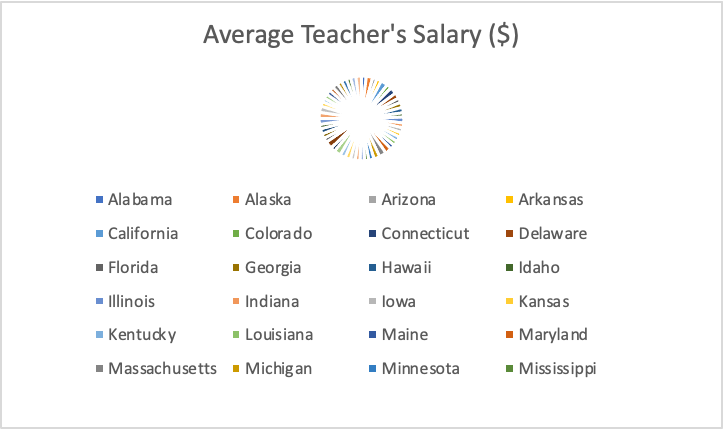 Average Teacher's Salary ($)
Alabama Alaska Arizona Arkansas
California Colorado Connecticut Delaware
Florida Georgia Hawaii Idaho
Illinois Indiana Iowa Kansas
Kentucky Louisiana Maine Maryland
Massachusetts Michigan Minnesota Mississippi